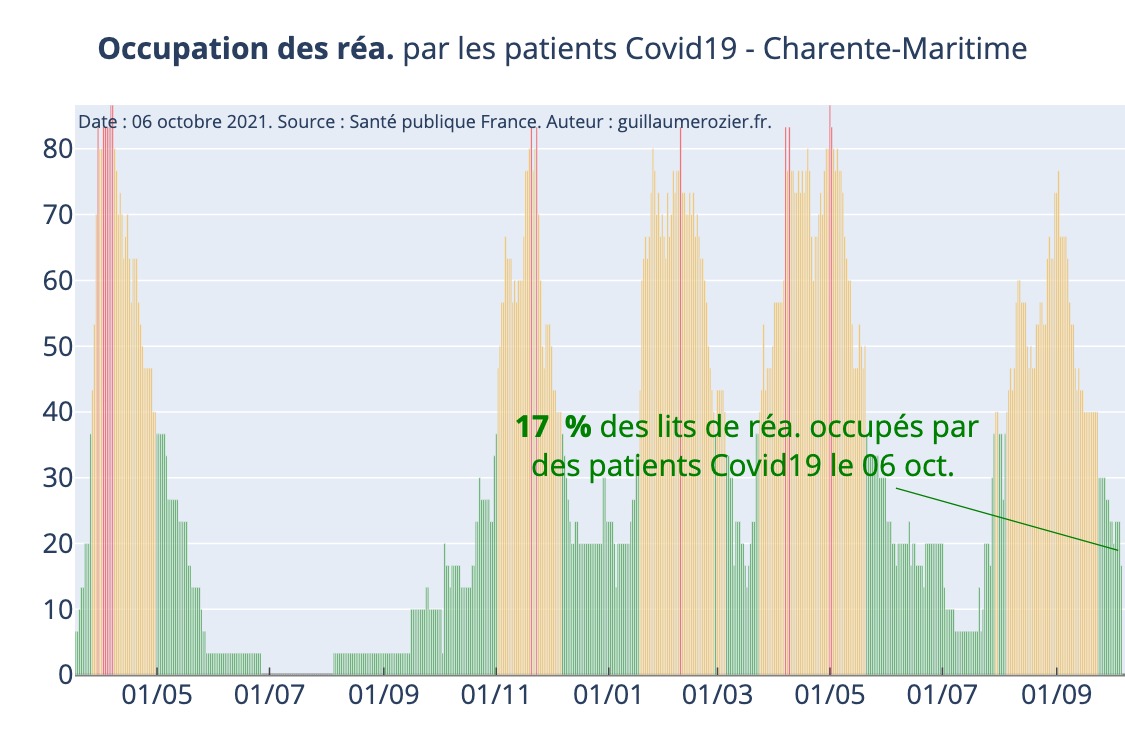 Occupation des réa. par les patients Covid19 - Charente-Maritime
Date : 06 octobre 2021. Source : Santé publique France. Auteur : guillaumerozier.fr.
80
70
60
50
40
30
20
10
0
17 % des lits de réa. occupés par
des patients Covid19 le 06 oct.
01/05 01/07 01/09 01/11 01/01 01/03 01/05 01/07 01/09